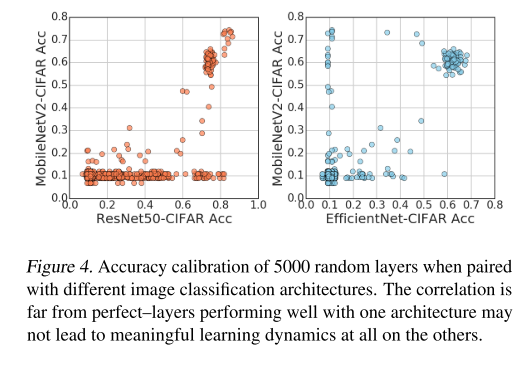 0.8
0.7
0.6
0.5
0.4
0.3
0.2
0.1
0.0
0.0 0.2 0.4 0.6 0.8 1.0
MobileNetV2-CIFAR Acc
ResNet50-CIFAR Acc
0.8
0.7
0.6
0.5
0.4
0.3
0.2
0.1
0.0
0.0 0.1 0.2 0.3 0.4 0.5 0.6 0.7 0.8
MobileNetV2-CIFAR Acc
EfficientNet-CIFAR Acc
Figure 4. Accuracy calibration of 5000 random layers when paired
with different image classification architectures. The correlation is
far from perfect–layers performing well with one architecture may
not lead to meaningful learning dynamics at all on the others.